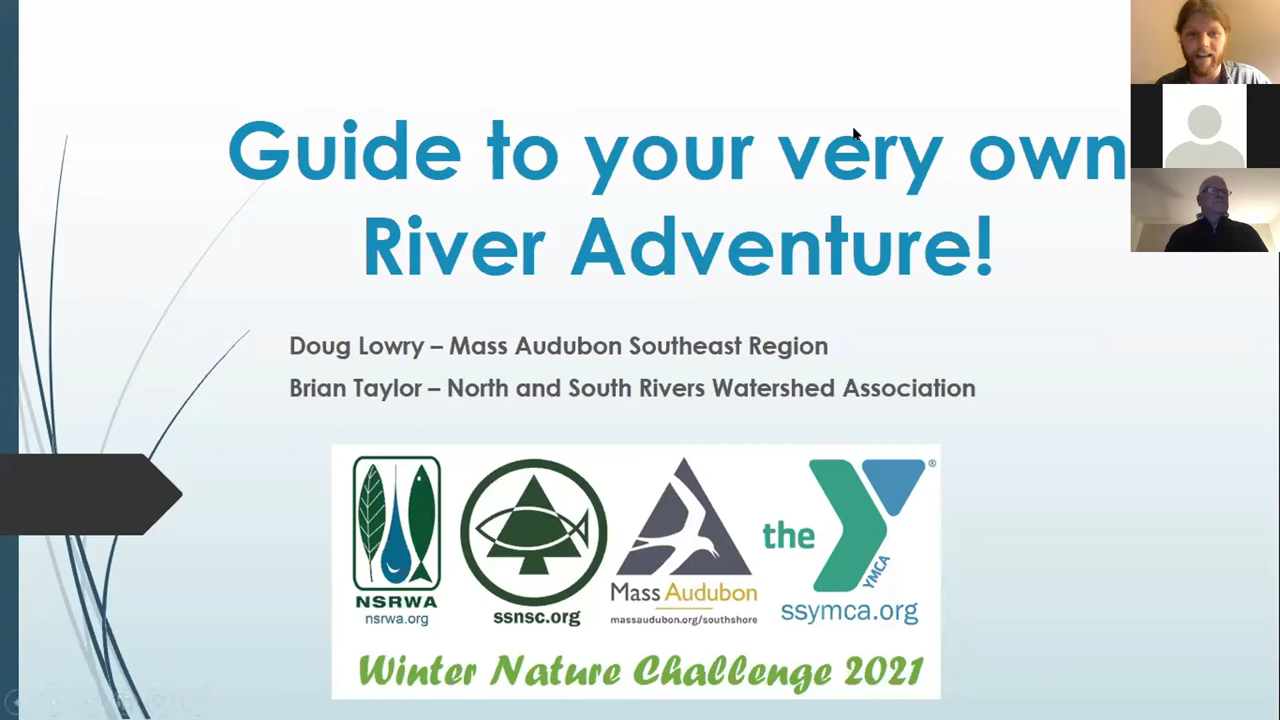 Guide to your very own
River Adventure!
Doug Lowry – Mass Audubon Southeast Region
Brian Taylor – North and South Rivers Watershed Association
NSRWA
nsrwa.org
ssnsc.org
Mass Audubon
massaudubon.org/southshore
the Y®
YMCA
ssymca.org
Winter Nature Challenge 2021